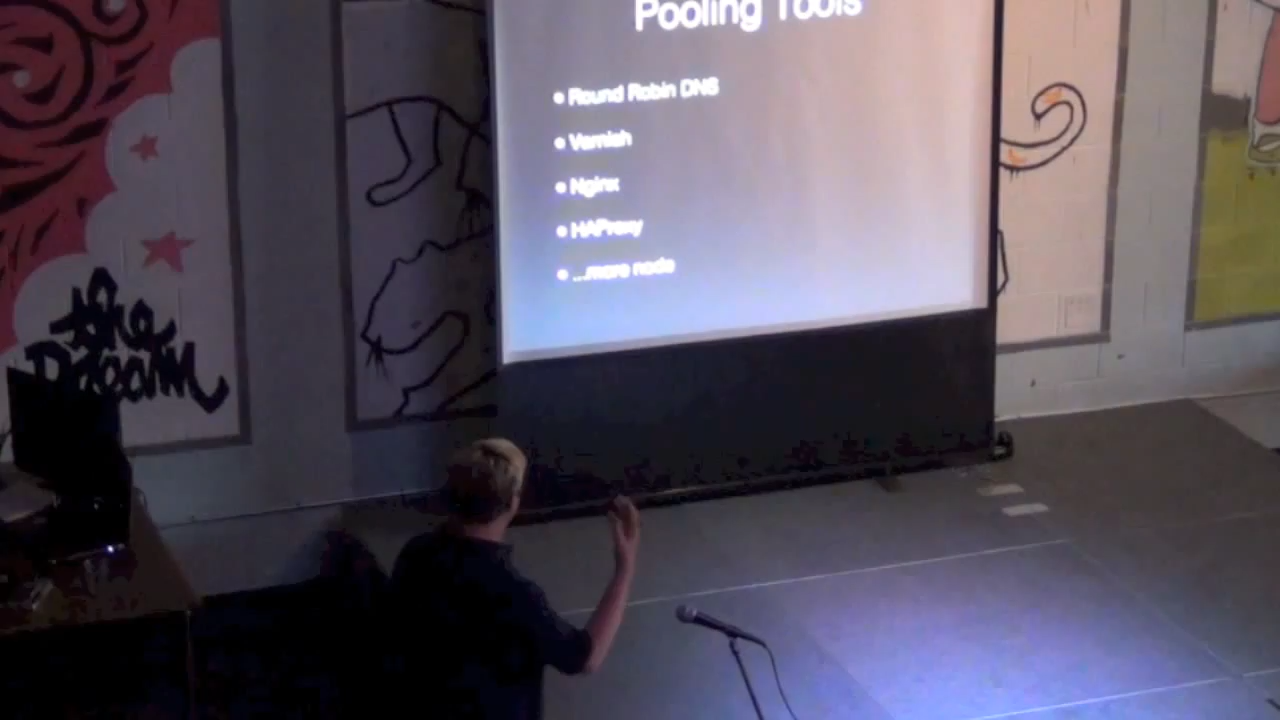 Pooling Tools
• Round Robin DNS
• Varnish
• Nginx
• HAProxy
• ...more node
the
Dream